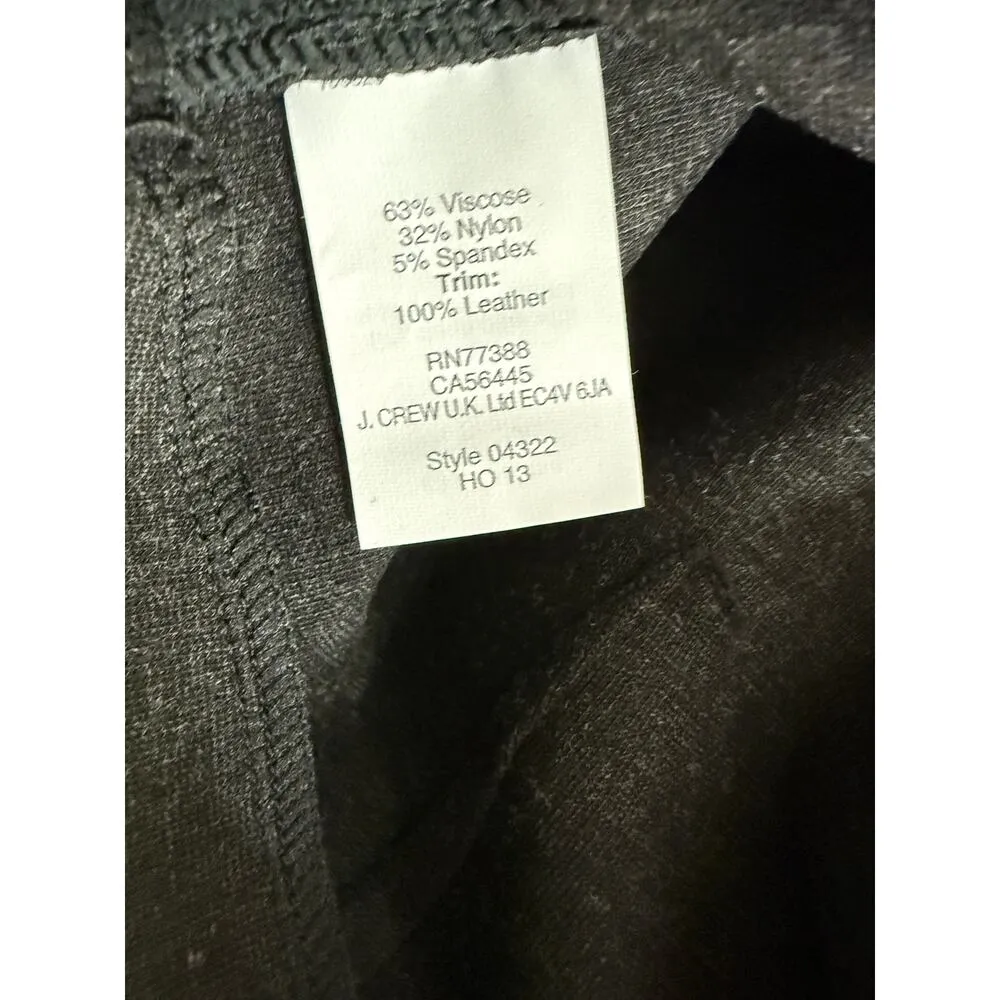 63% Viscose
32% Nylon
5% Spandex
Trim:
100% Leather
RN77388
CA56445
J. CREW U.K. Ltd EC4V 6JA
Style 04322
HO 13